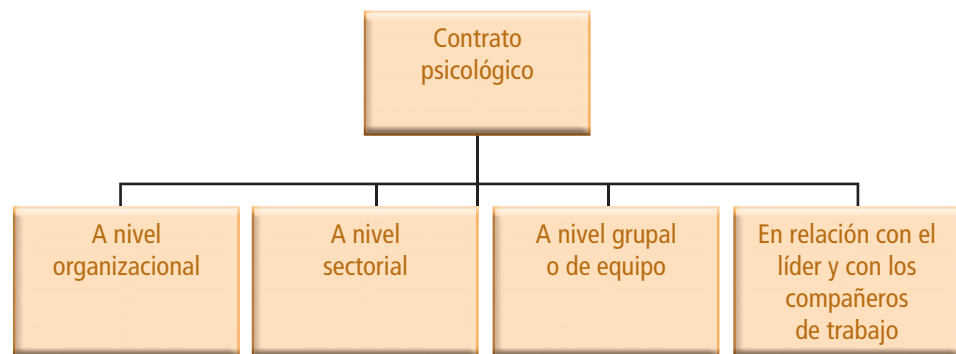 Contrato
psicológico
A nivel
organizacional
A nivel
sectorial
A nivel grupal
o de equipo
En relación con el
líder y con los
compañeros
de trabajo